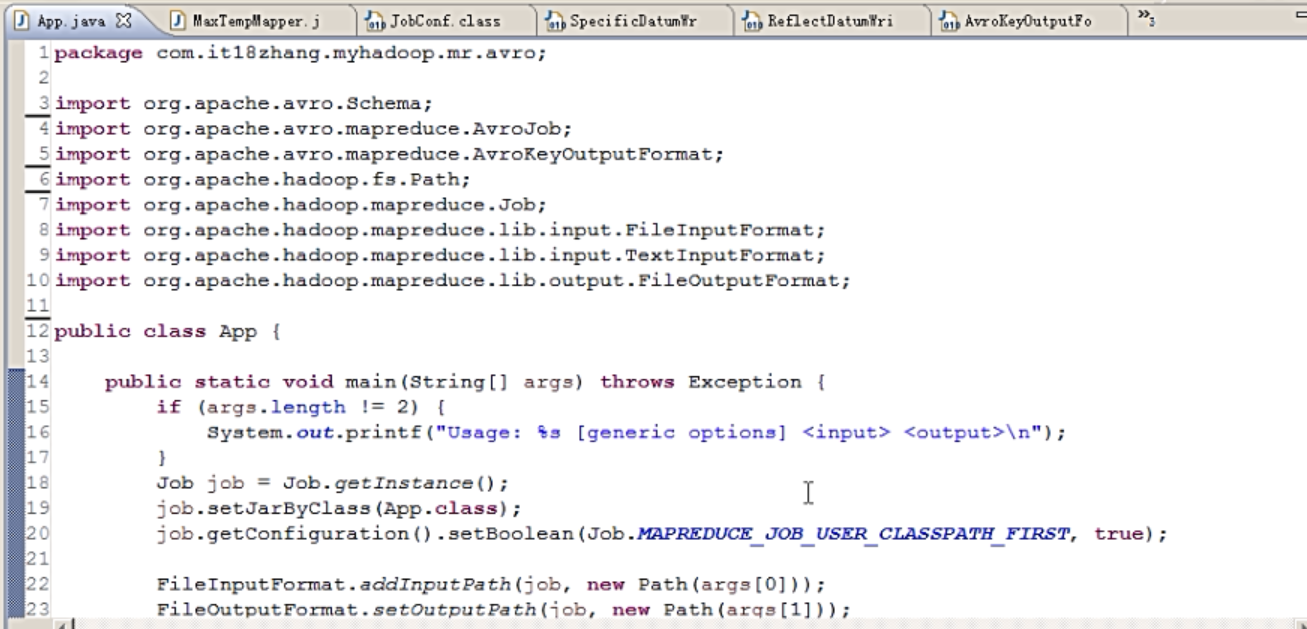 App.java MaxTempMapper.j JobConf.class SpecificDatumWr ReflectDatumWri AvroKeyOutputFo »3
1 package com.it18zhang.myhadoop.mr.avro;
2
3 import org.apache.avro.Schema;
4 import org.apache.avro.mapreduce.AvroJob;
5 import org.apache.avro.mapreduce.AvroKeyOutputFormat;
6 import org.apache.hadoop.fs.Path;
7 import org.apache.hadoop.mapreduce.Job;
8 import org.apache.hadoop.mapreduce.lib.input.FileInputFormat;
9 import org.apache.hadoop.mapreduce.lib.input.TextInputFormat;
10 import org.apache.hadoop.mapreduce.lib.output.FileOutputFormat;
11
12 public class App {
13
14     public static void main(String[] args) throws Exception {
15         if (args.length != 2) {
16             System.out.printf("Usage: %s [generic options] <input> <output>\n");
17         }
18         Job job = Job.getInstance();
19         job.setJarByClass(App.class);
20         job.getConfiguration().setBoolean(Job.MAPREDUCE_JOB_USER_CLASSPATH_FIRST, true);
21
22         FileInputFormat.addInputPath(job, new Path(args[0]));
23         FileOutputFormat.setOutputPath(job, new Path(args[1]));